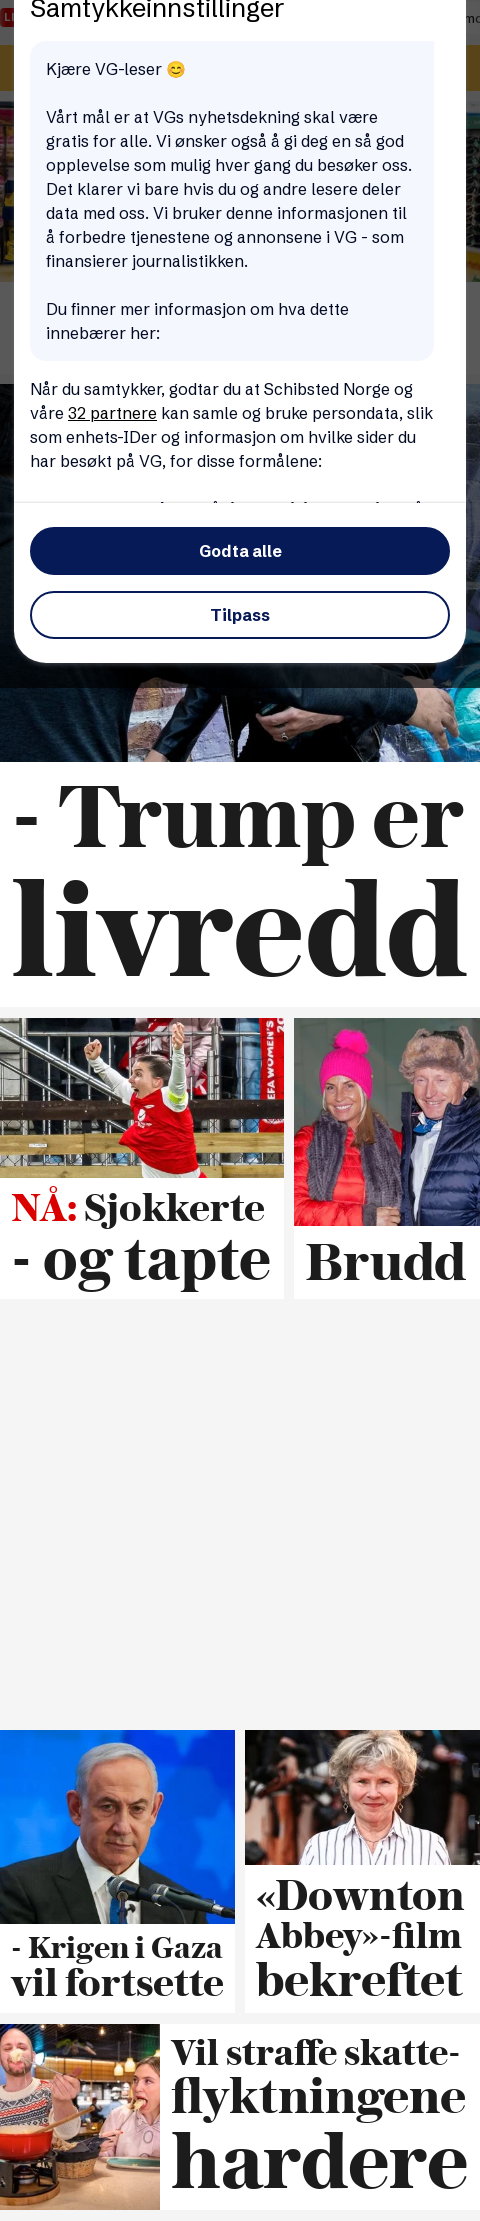 Samtykkeinnstillinger
Kjære VG-leser 😊
Vårt mål er at VGs nyhetsdekning skal være
gratis for alle. Vi ønsker også å gi deg en så god
opplevelse som mulig hver gang du besøker oss.
Det klarer vi bare hvis du og andre lesere deler
data med oss. Vi bruker denne informasjonen til
å forbedre tjenestene og annonsene i VG - som
finansierer journalistikken.
Du finner mer informasjon om hva dette
innebærer her:
Når du samtykker, godtar du at Schibsted Norge og
våre 32 partnere kan samle og bruke persondata, slik
som enhets-IDer og informasjon om hvilke sider du
har besøkt på VG, for disse formålene:
Godta alle
Tilpass
- Trump er
livredd
NÅ: Sjokkerte
- og tapte
Brudd
- Krigen i Gaza
vil fortsette
«Downton
Abbey»-film
bekreftet
Vil straffe skatte-
flyktningene
hardere